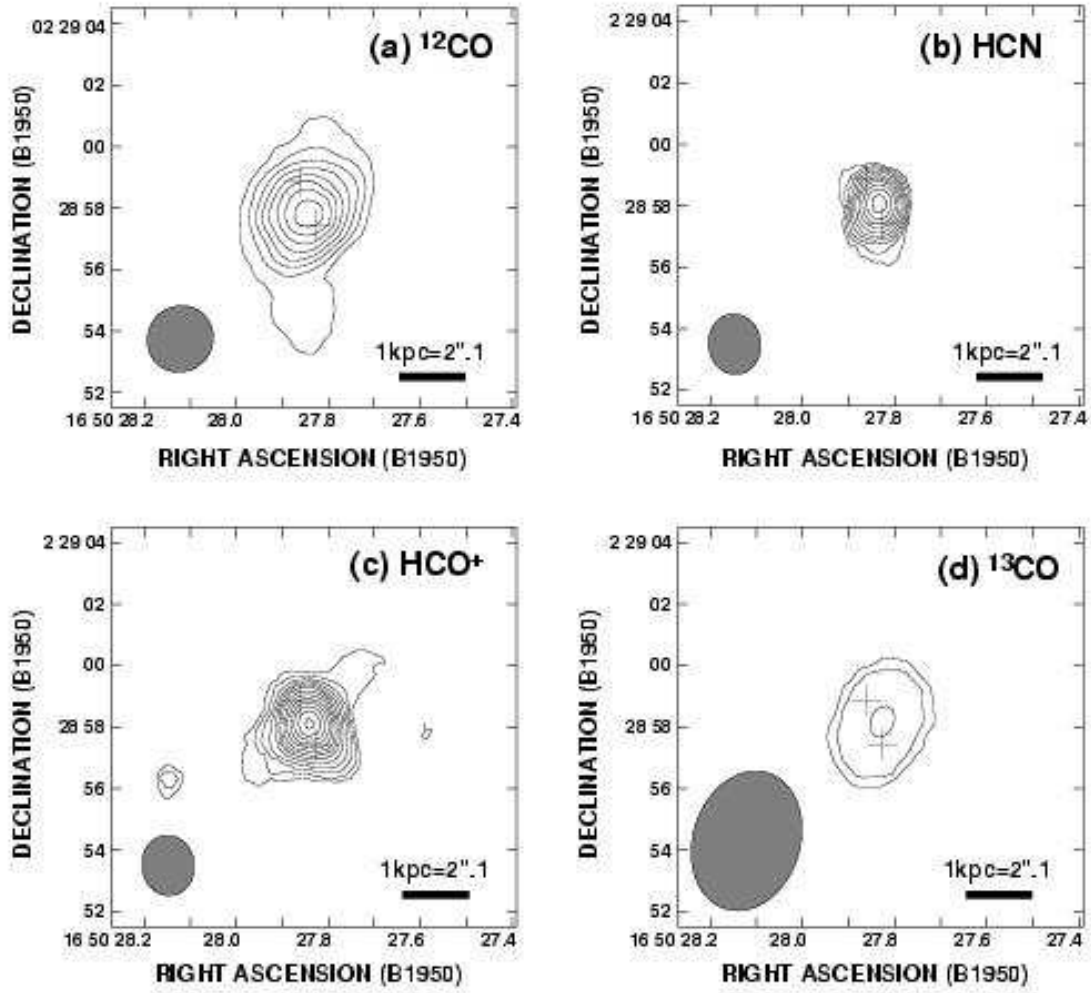 (a) ¹²CO
02 29 04
02
00
28 58
56
54
52
16 50 28.2
28.0
27.8
27.6
27.4
DECLINATION (B1950)
RIGHT ASCENSION (B1950)
1kpc=2".1
(b) HCN
2 29 04
02
00
28 58
56
54
52
16 50 28.2
28.0
27.8
27.6
27.4
DECLINATION (B1950)
RIGHT ASCENSION (B1950)
1kpc=2".1
(c) HCO⁺
2 29 04
02
00
28 58
56
54
52
16 50 28.2
28.0
27.8
27.6
27.4
DECLINATION (B1950)
RIGHT ASCENSION (B1950)
1kpc=2".1
(d) ¹³CO
2 29 04
02
00
28 58
56
54
52
16 50 28.2
28.0
27.8
27.6
27.4
DECLINATION (B1950)
RIGHT ASCENSION (B1950)
1kpc=2".1